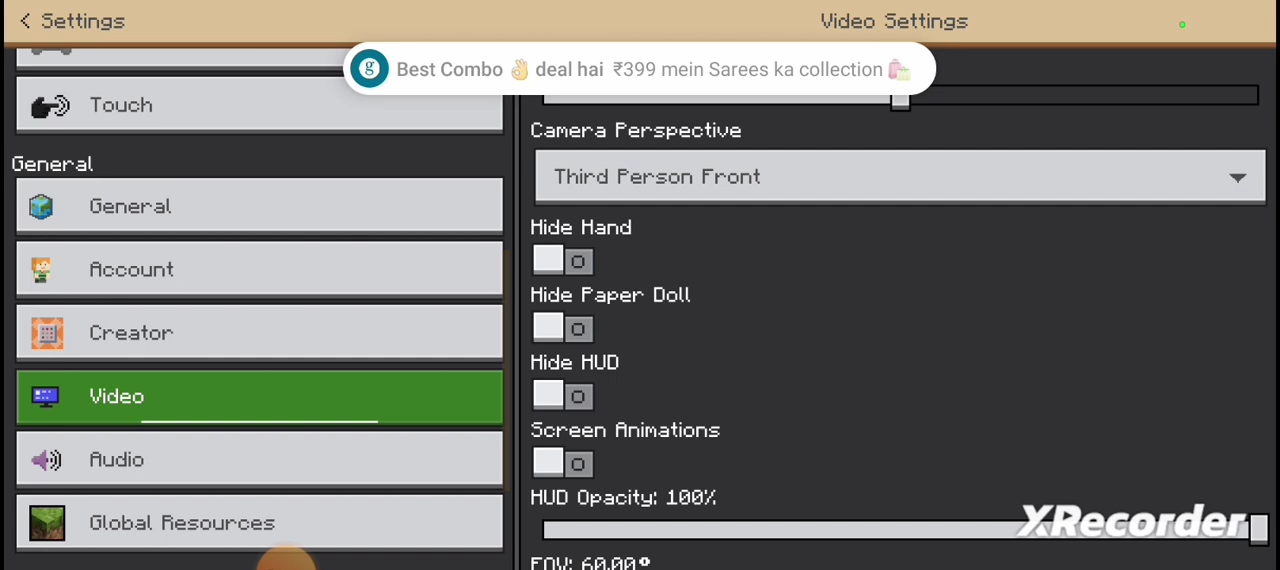 Settings
Video Settings
g Best Combo 👌 deal hai ₹399 mein Sarees ka collection 🛍️
Touch
Camera Perspective
Third Person Front
General
General
Account
Creator
Video
Audio
Global Resources
Hide Hand
Hide Paper Doll
Hide HUD
Screen Animations
HUD Opacity: 100%
XRecorder
FOV: 60.00°